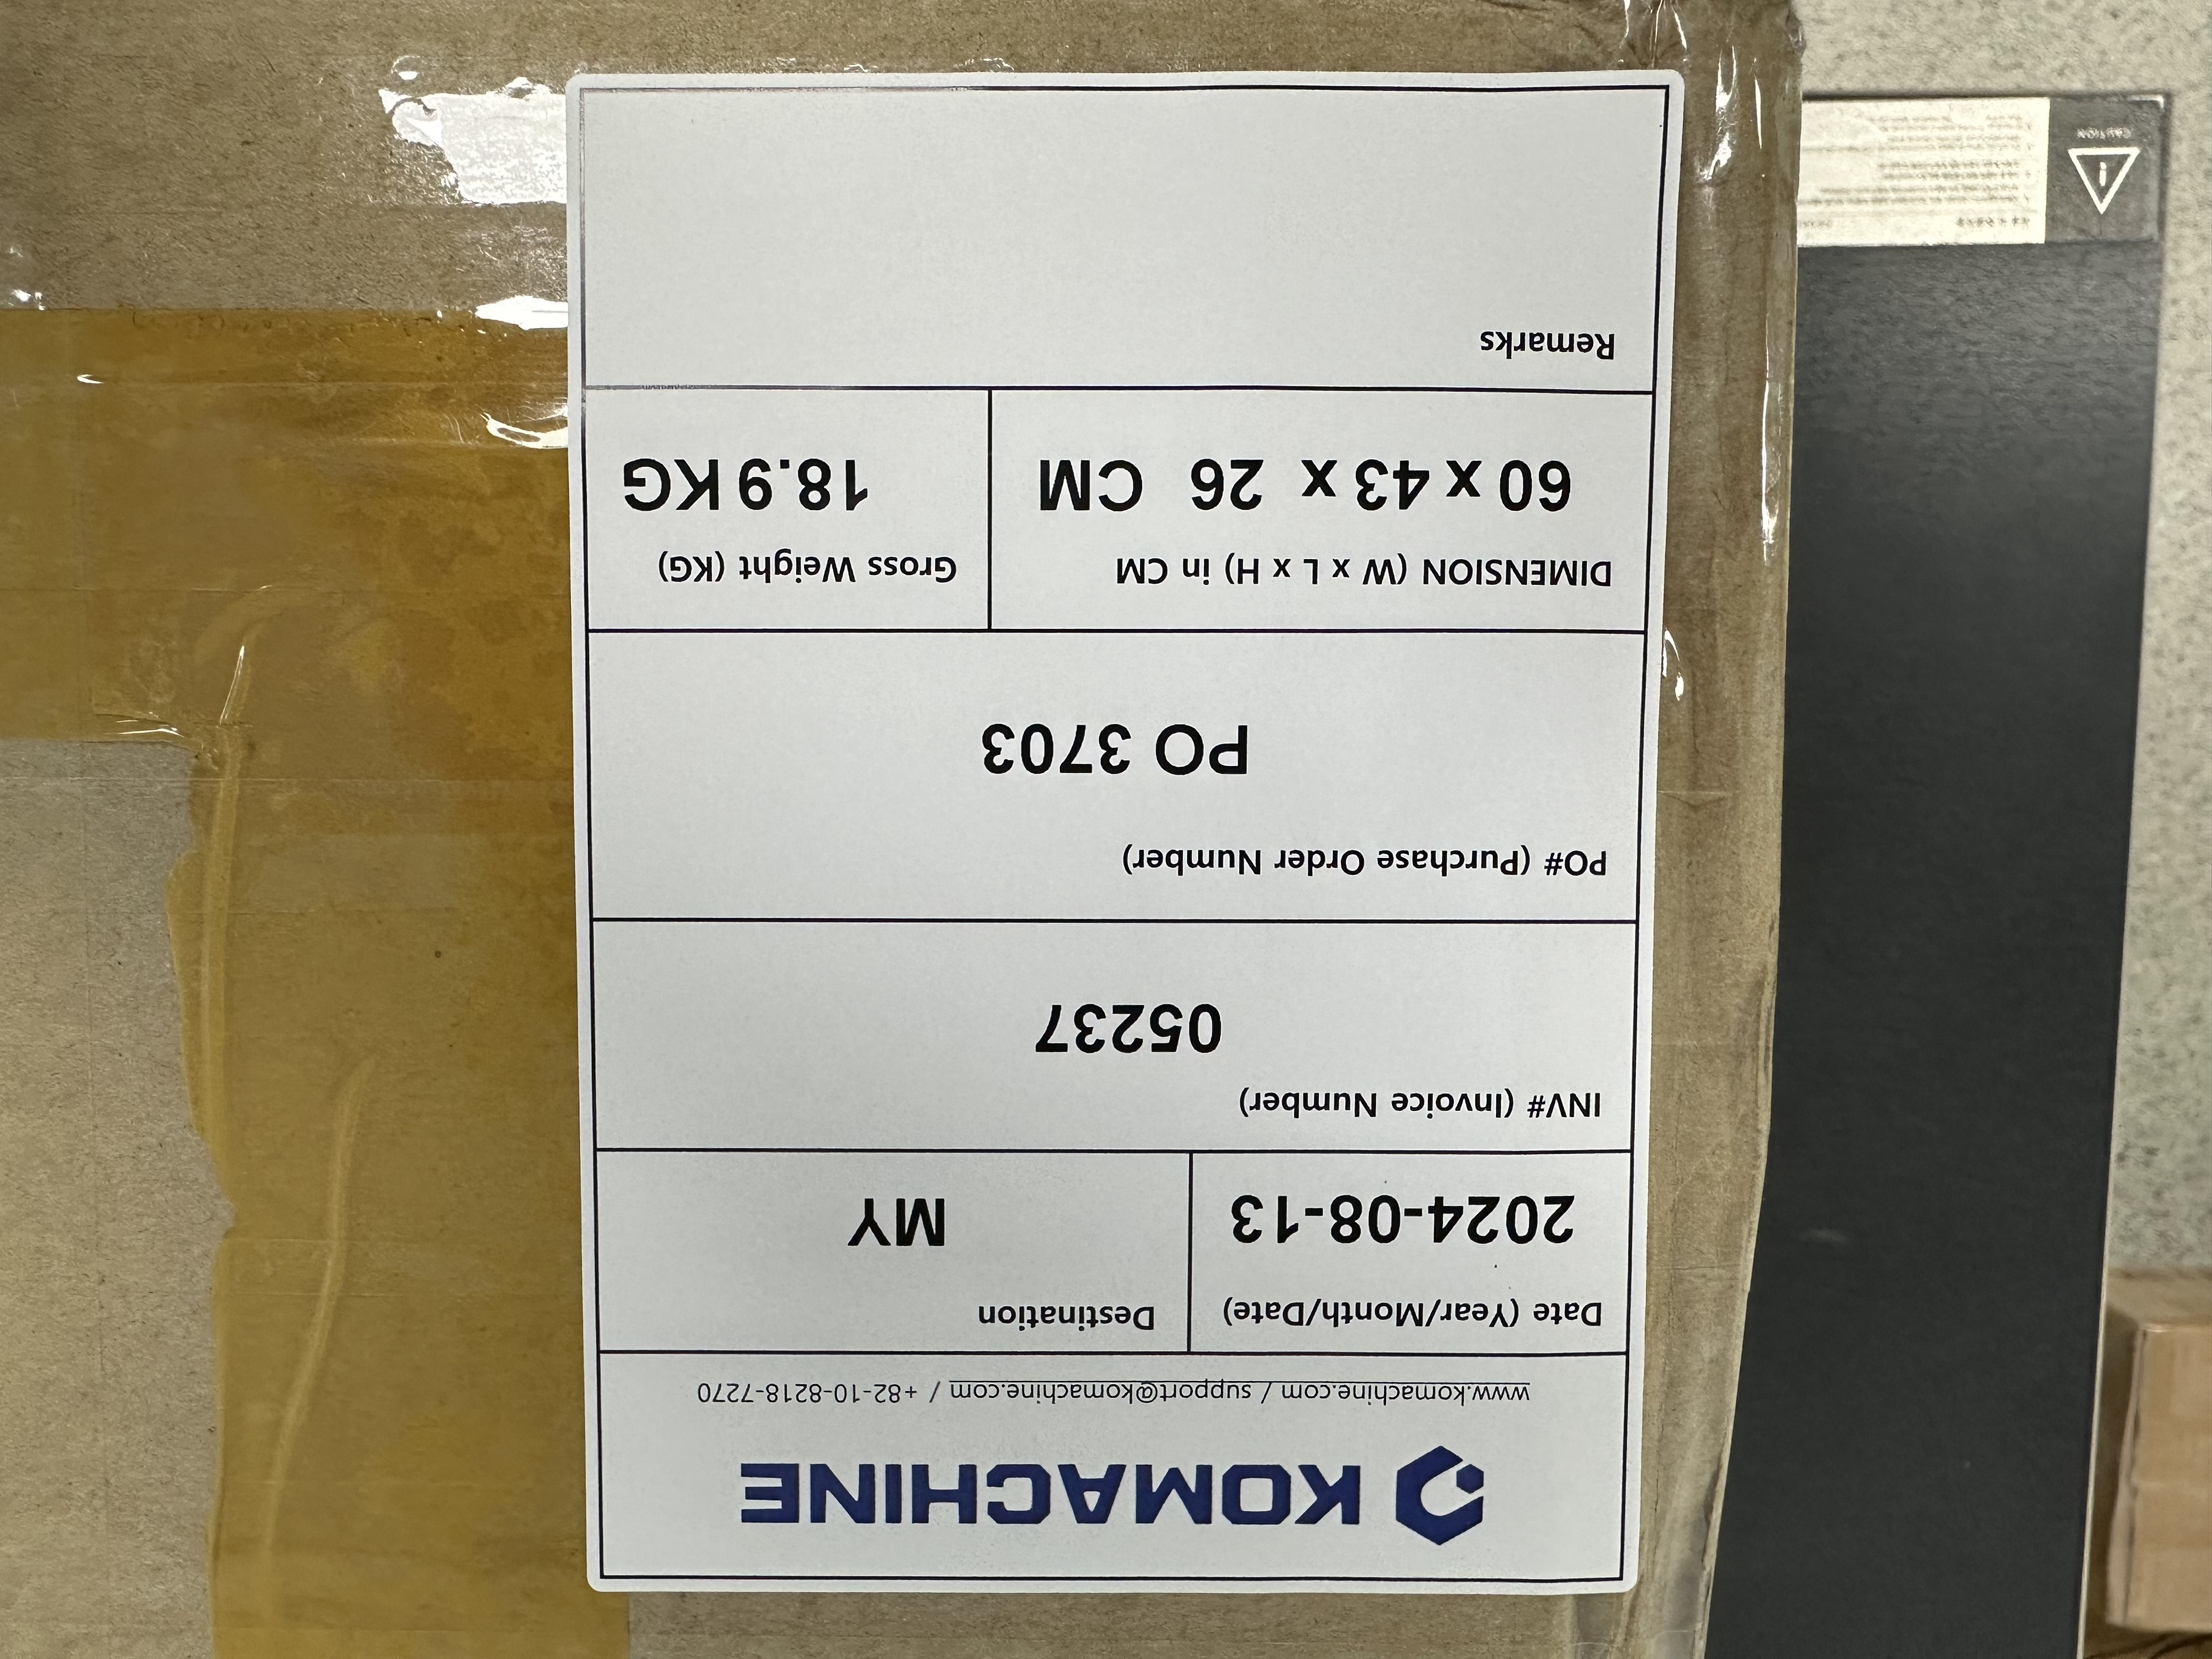 KOMACHINE
www.komachine.com / support@komachine.com / +82-10-8218-7270
Date (Year/Month/Date)
2024-08-13
Destination
MY
INV# (Invoice Number)
05237
PO# (Purchase Order Number)
PO 3703
DIMENSION (W x L x H) in CM
60 x 43 x 26 CM
Gross Weight (KG)
18.9 KG
Remarks
CAUTION